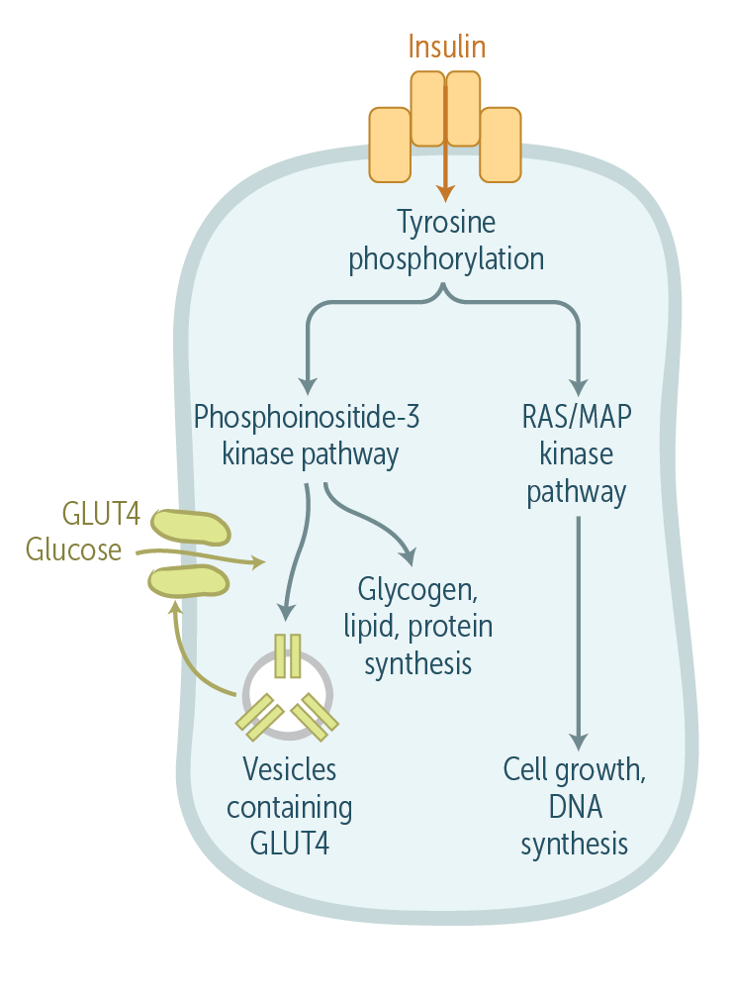 Insulin
Tyrosine
phosphorylation
Phosphoinositide-3
kinase pathway
RAS/MAP
kinase
pathway
GLUT4
Glucose
Glycogen,
lipid, protein
synthesis
Vesicles
containing
GLUT4
Cell growth,
DNA
synthesis